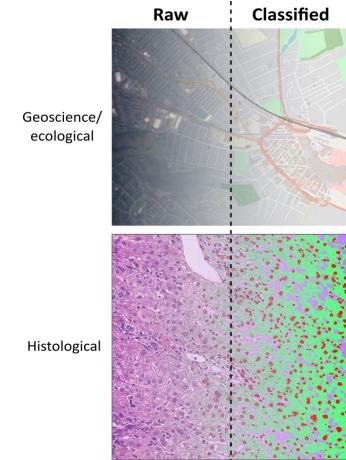 Raw
Classified
Geoscience/
ecological
Histological